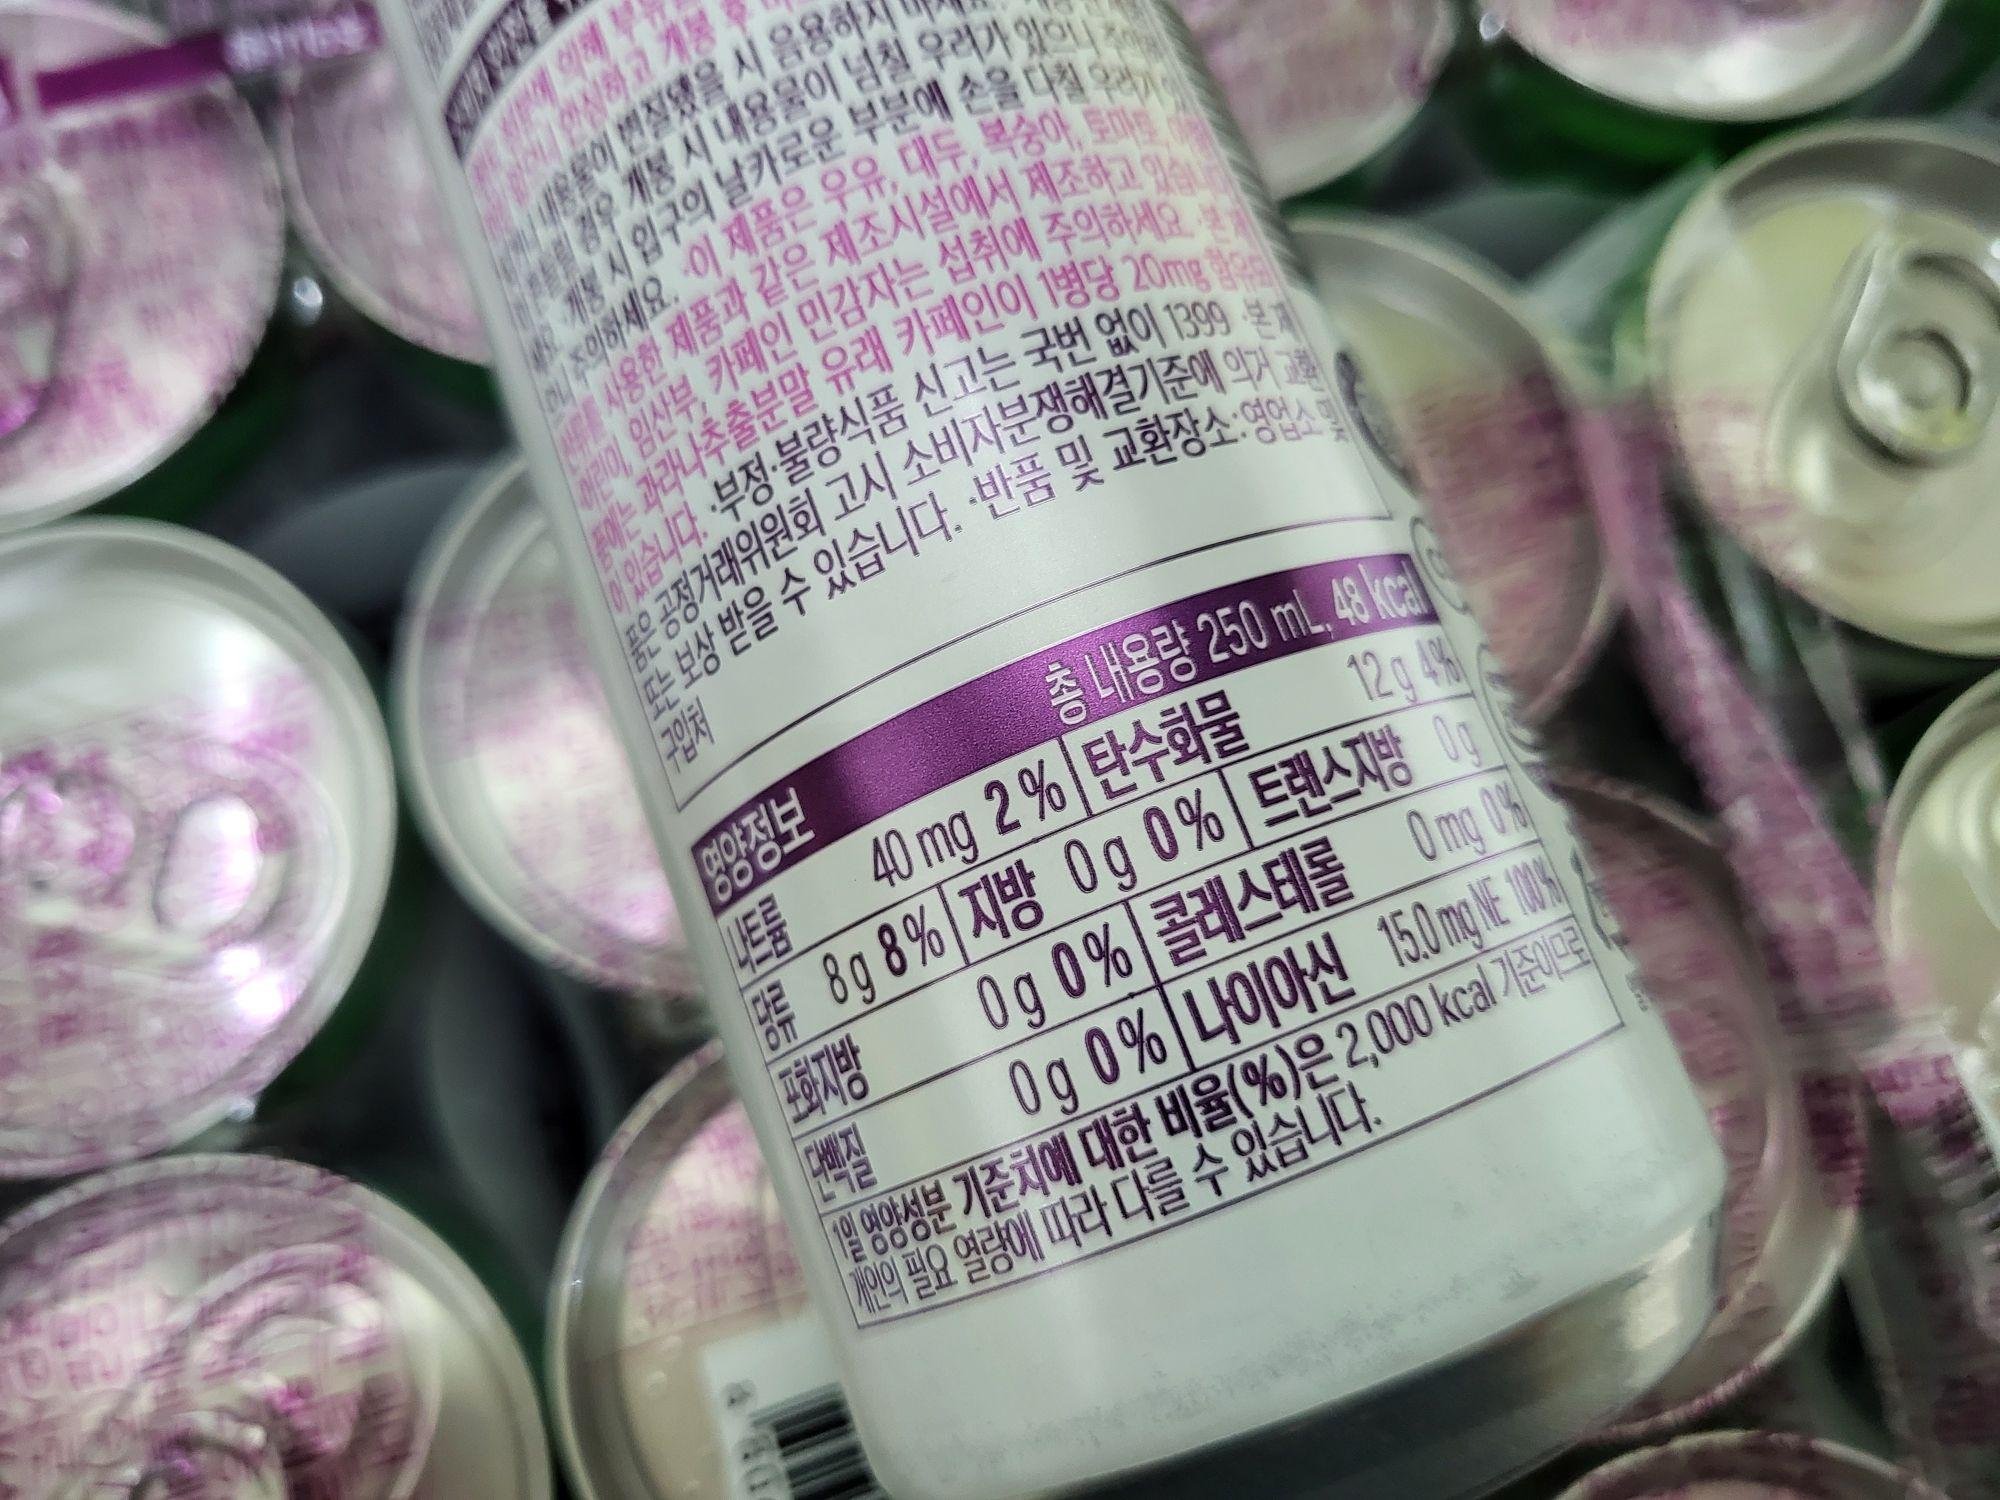 내용물이 변질됐을 시 음용하지 마세요.
경우 개봉 시 내용물이 넘칠 우려가 있으니
개봉 시 입구의 날카로운 부분에 손을 다칠 우려가
주의하세요. ·이 제품은 우유, 대두, 복숭아, 토마토,
사용한 제품과 같은 제조시설에서 제조하고 있습니
어린이, 임산부, 카페인 민감자는 섭취에 주의하세요. ·본 제
품에는 과라나추출분말 유래 카페인이 1병당 20mg 함유되
어 있습니다. ·부정·불량식품 신고는 국번 없이 1399 ·본 제
품은 공정거래위원회 고시 소비자분쟁해결기준에 의거 교환
또는 보상 받을 수 있습니다. ·반품 및 교환장소: 영업소 및
구입처
영양정보 총 내용량 250 mL, 48 kcal
나트륨 40 mg 2 % 탄수화물 12 g 4%
당류 8 g 8 % 지방 0 g 0 % 트랜스지방 0 g
포화지방 0 g 0 % 콜레스테롤 0 mg 0%
단백질 0 g 0 % 나이아신 15.0 mg NE 100%
1일 영양성분 기준치에 대한 비율(%)은 2,000 kcal 기준이므로
개인의 필요 열량에 따라 다를 수 있습니다.